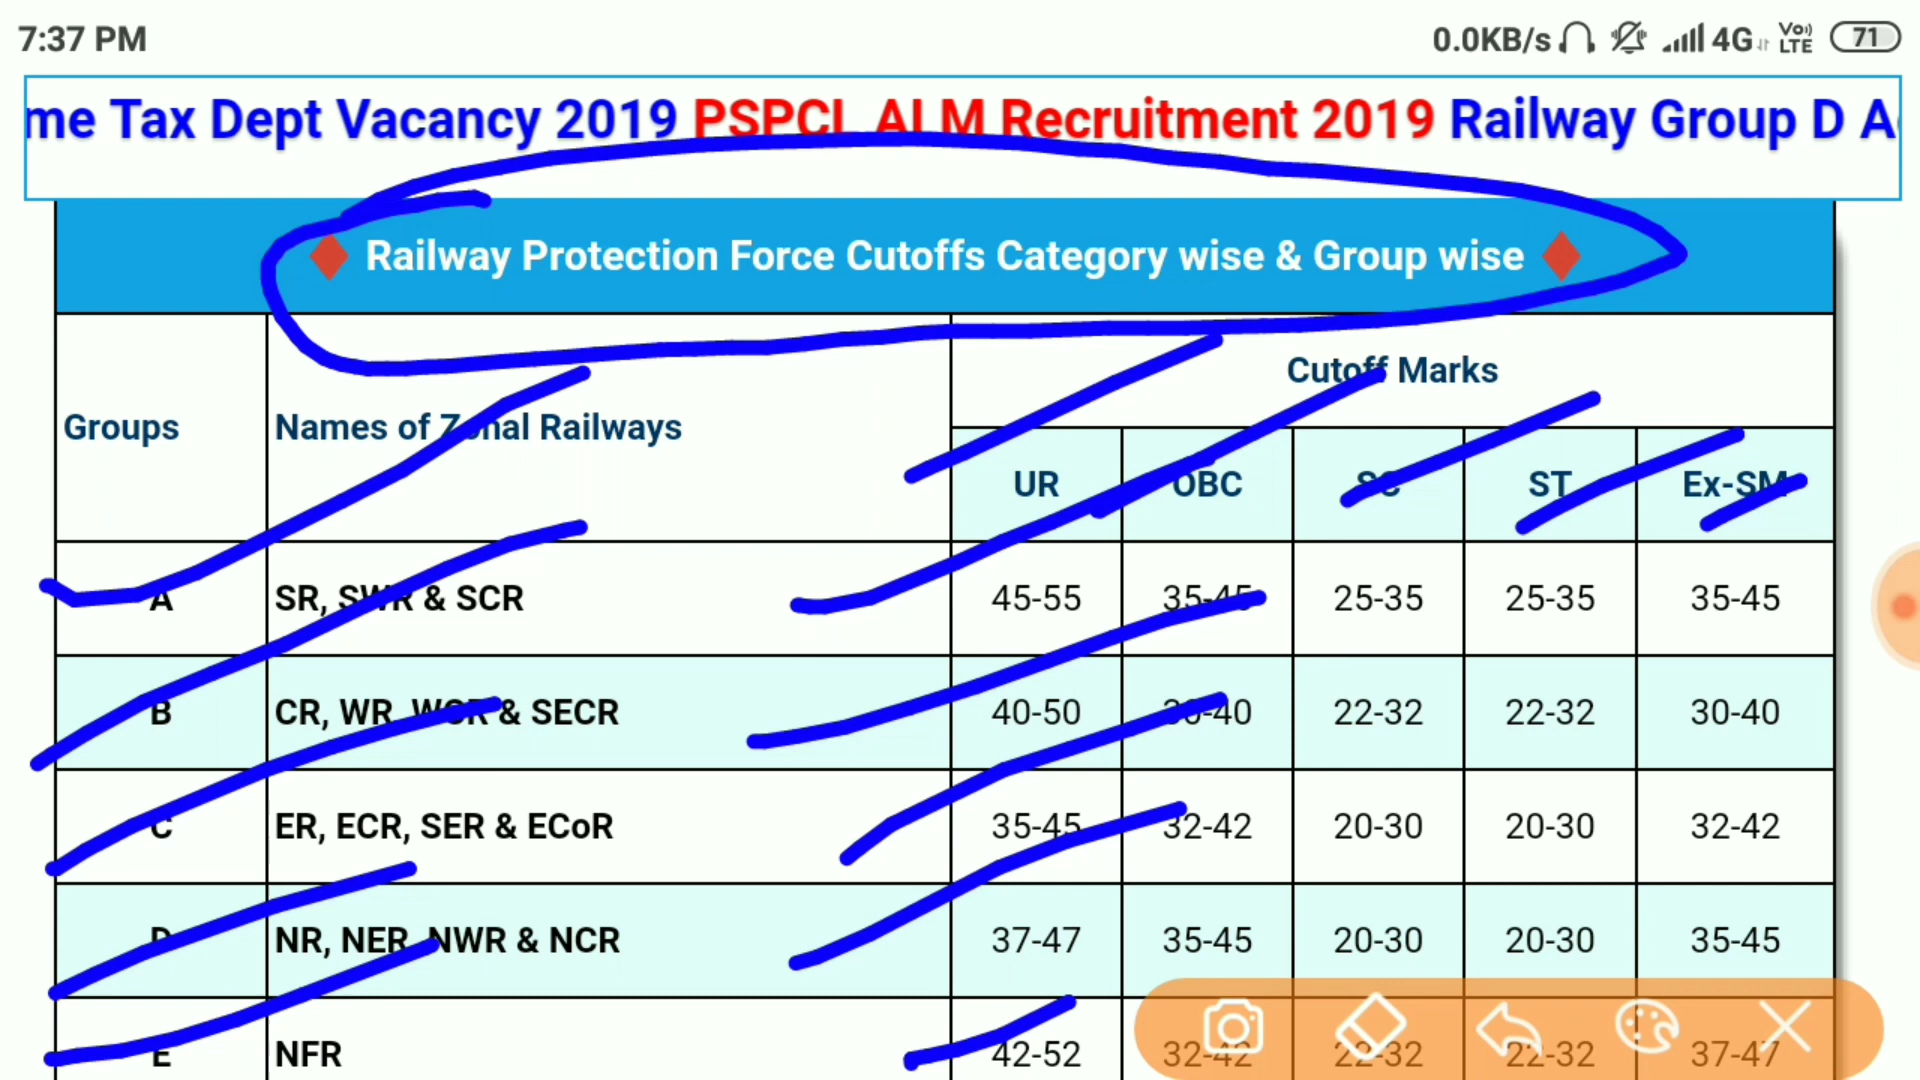 7:37 PM 0.0KB/s 4G Vo) LTE 71
me Tax Dept Vacancy 2019 PSPCL ALM Recruitment 2019 Railway Group D A
Railway Protection Force Cutoffs Category wise & Group wise
Groups Names of Zonal Railways Cutoff Marks
UR OBC SC ST Ex-SM
A SR, SWR & SCR 45-55 35-45 25-35 25-35 35-45
B CR, WR, WCR & SECR 40-50 30-40 22-32 22-32 30-40
C ER, ECR, SER & ECoR 35-45 32-42 20-30 20-30 32-42
D NR, NER, NWR & NCR 37-47 35-45 20-30 20-30 35-45
E NFR 42-52 32-42 22-32 22-32 37-47